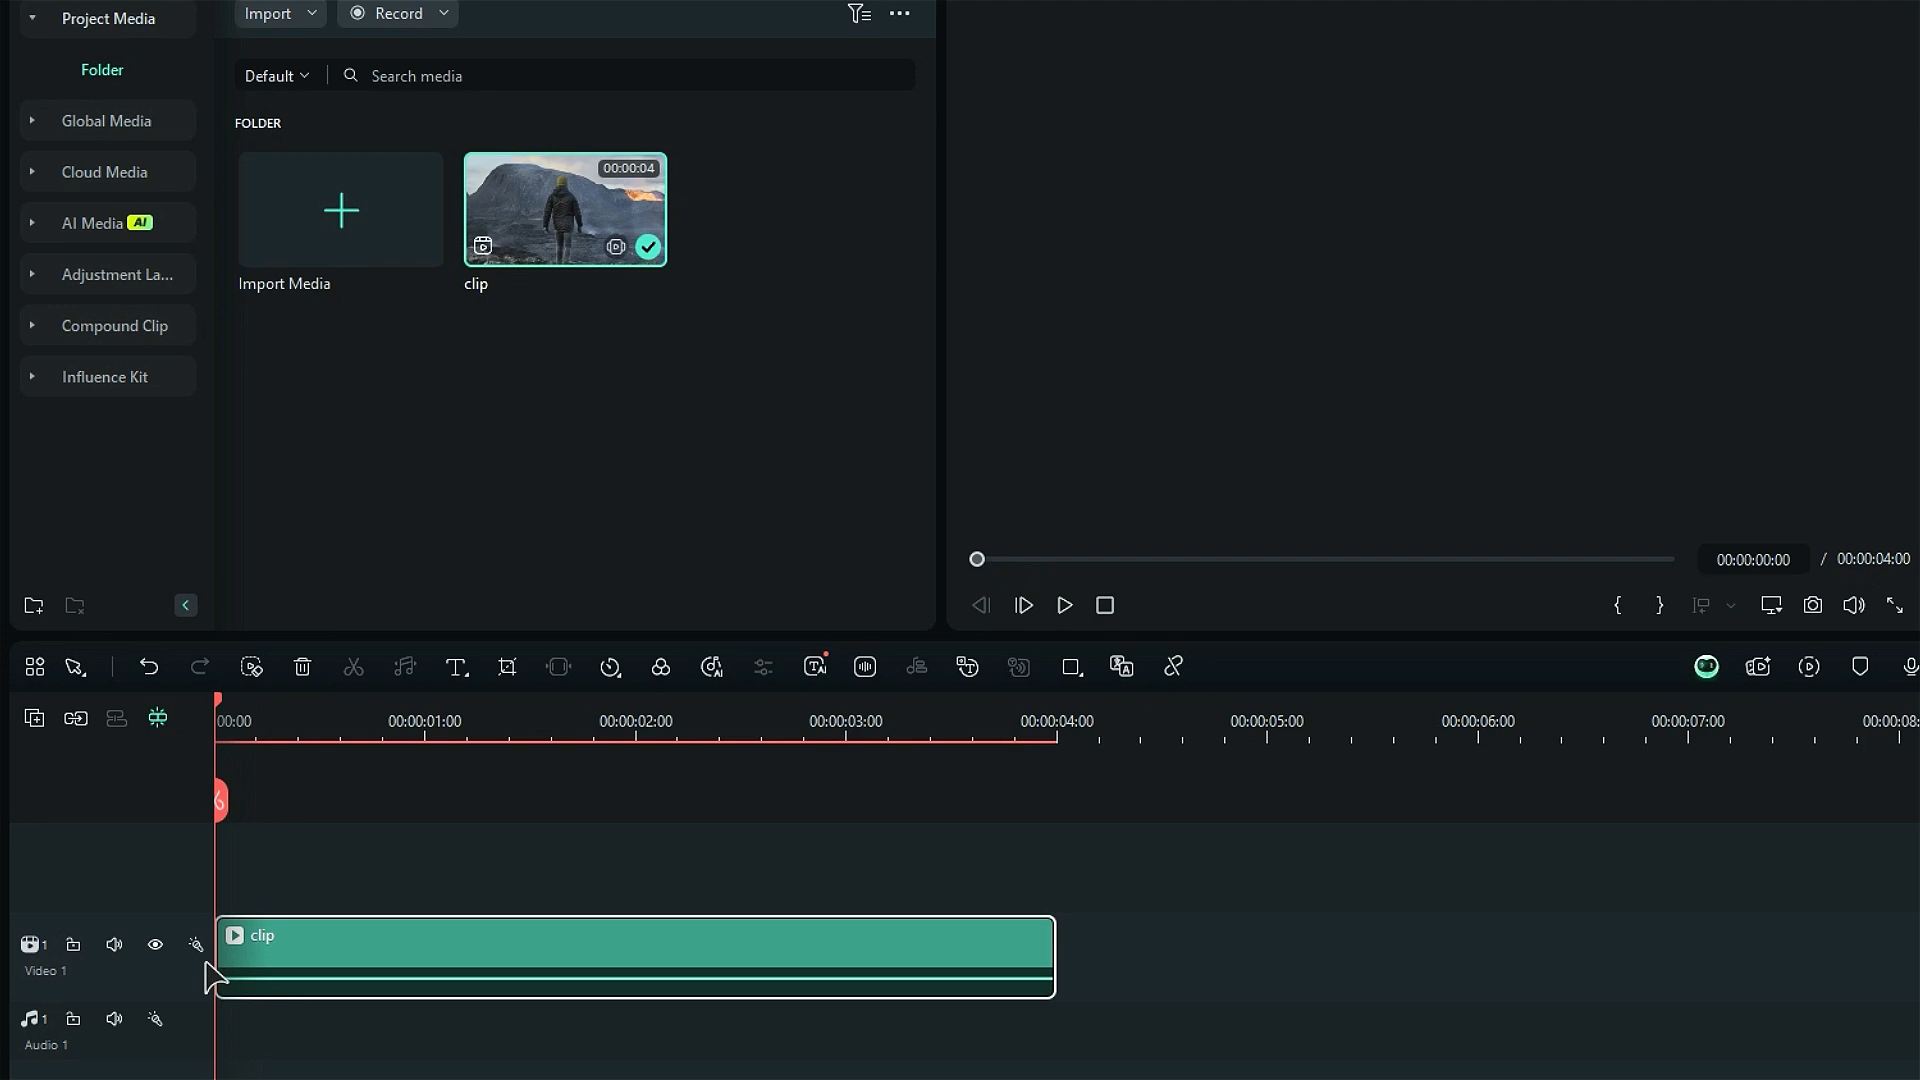 Project Media
Import
Record
Folder
Default
Search media
Global Media
FOLDER
Cloud Media
00:00:04
AI Media AI
Adjustment La...
Import Media
clip
Compound Clip
Influence Kit
00:00:00:00 / 00:00:04:00
00:00
00:00:01:00
00:00:02:00
00:00:03:00
00:00:04:00
00:00:05:00
00:00:06:00
00:00:07:00
00:00:08:
clip
1
Video 1
1
Audio 1